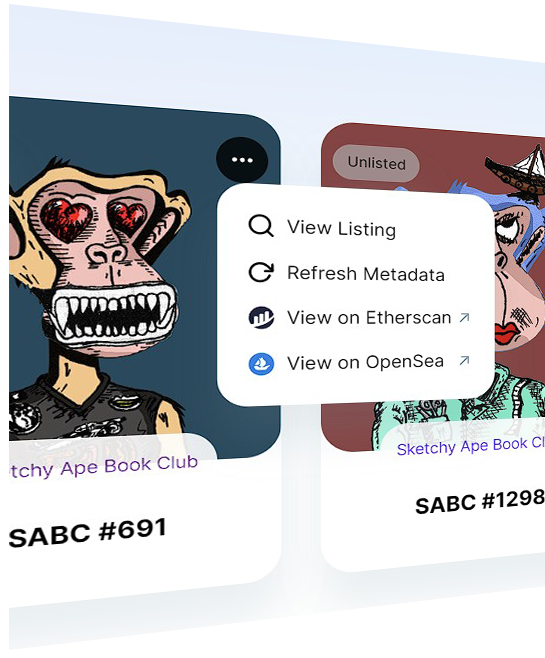 Unlisted
View Listing
Refresh Metadata
View on Etherscan
View on OpenSea
tchy Ape Book Club
SABC #691
Sketchy Ape Book Cl
SABC #1298